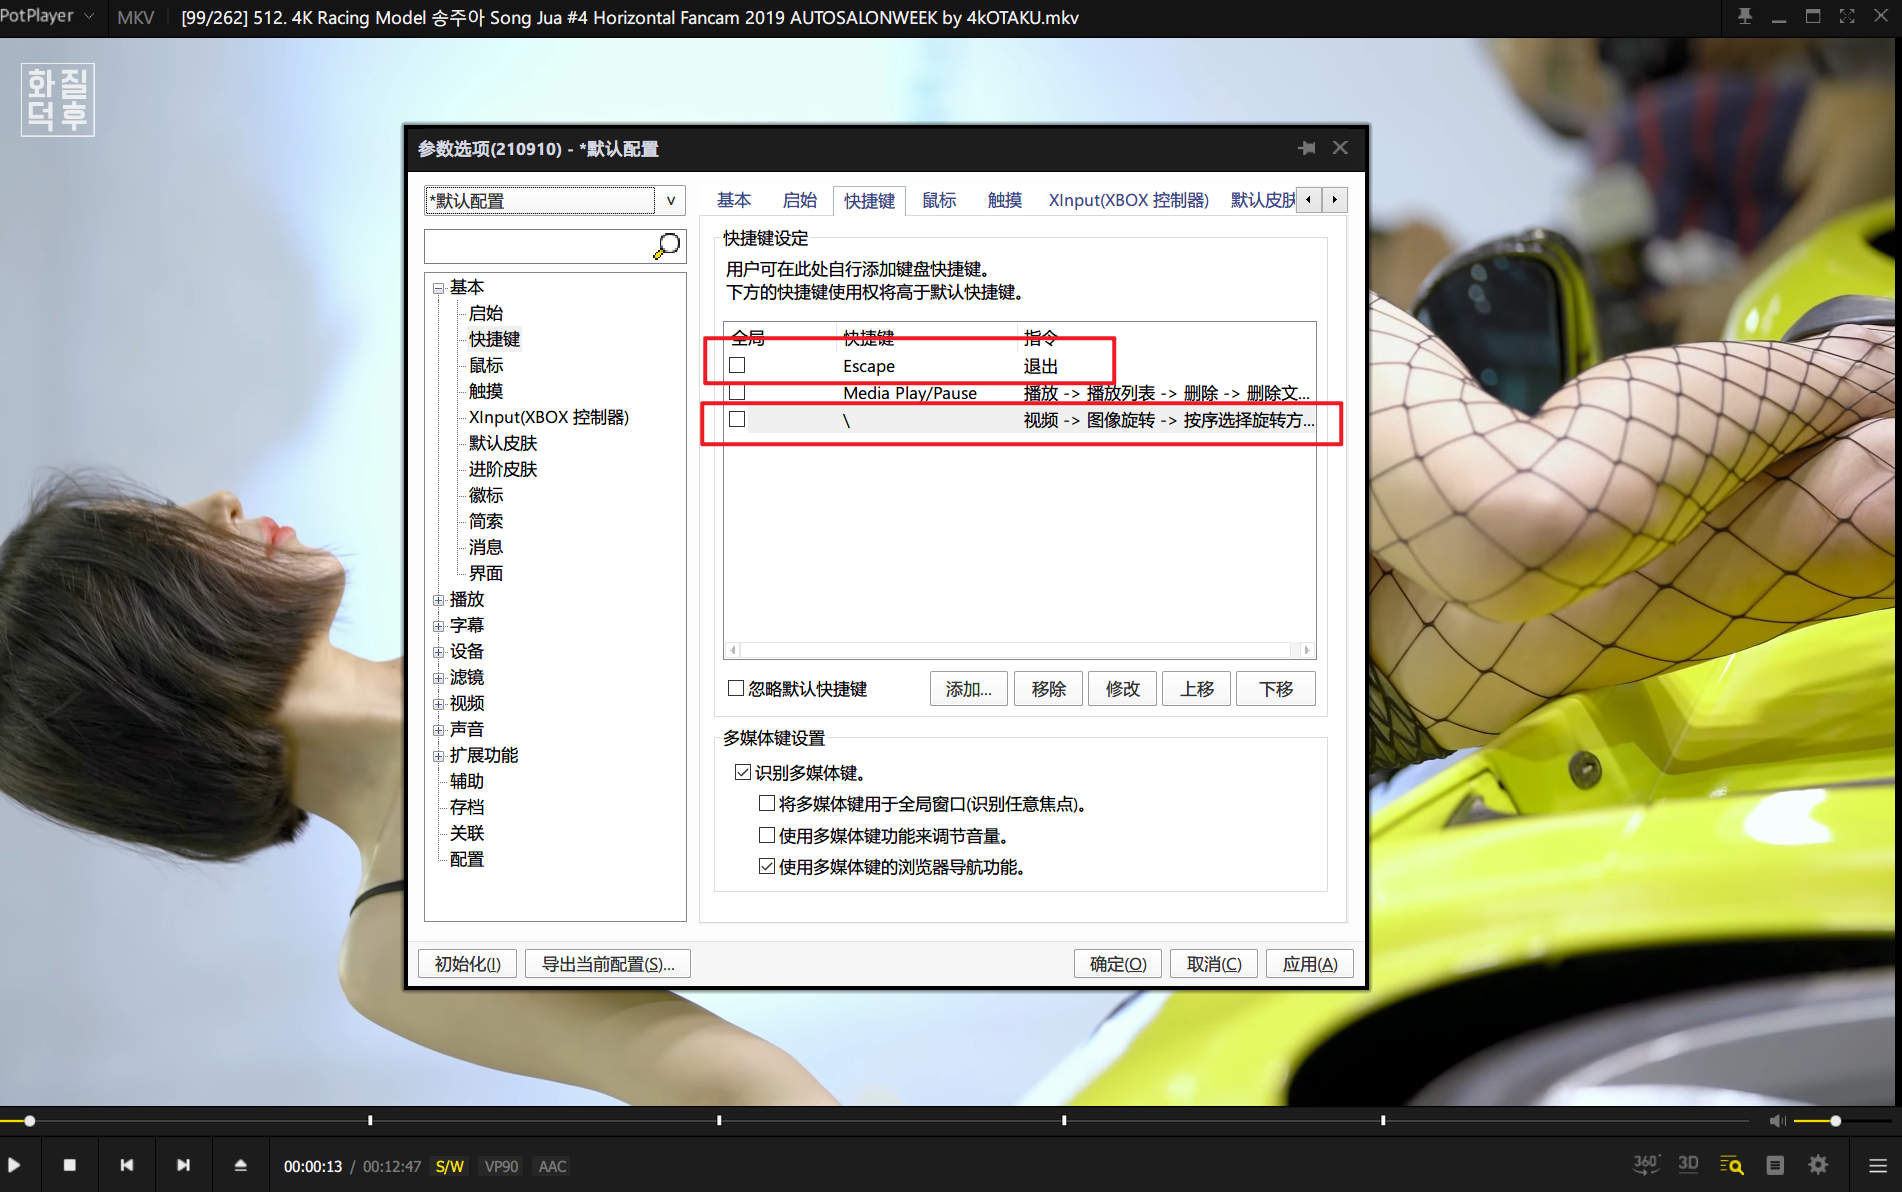 PotPlayer
MKV
[99/262] 512. 4K Racing Model 송주아 Song Jua #4 Horizontal Fancam 2019 AUTOSALONWEEK by 4kOTAKU.mkv
화질
덕후
参数选项(210910) - *默认配置
*默认配置
基本
启始
快捷键
鼠标
触摸
XInput(XBOX 控制器)
默认皮肤
进阶皮肤
徽标
简索
消息
界面
播放
字幕
设备
滤镜
视频
声音
扩展功能
辅助
存档
关联
配置
基本 启始 快捷键 鼠标 触摸 XInput(XBOX 控制器) 默认皮肤
快捷键设定
用户可在此处自行添加键盘快捷键。
下方的快捷键使用权将高于默认快捷键。
全局 快捷键 指令
Escape 退出
Media Play/Pause 播放 -> 播放列表 -> 删除 -> 删除文...
\ 视频 -> 图像旋转 -> 按序选择旋转方...
忽略默认快捷键 添加... 移除 修改 上移 下移
多媒体键设置
识别多媒体键。
将多媒体键用于全局窗口(识别任意焦点)。
使用多媒体键功能来调节音量。
使用多媒体键的浏览器导航功能。
初始化(I) 导出当前配置(S)... 确定(O) 取消(C) 应用(A)
00:00:13 / 00:12:47 S/W VP90 AAC
360° 3D